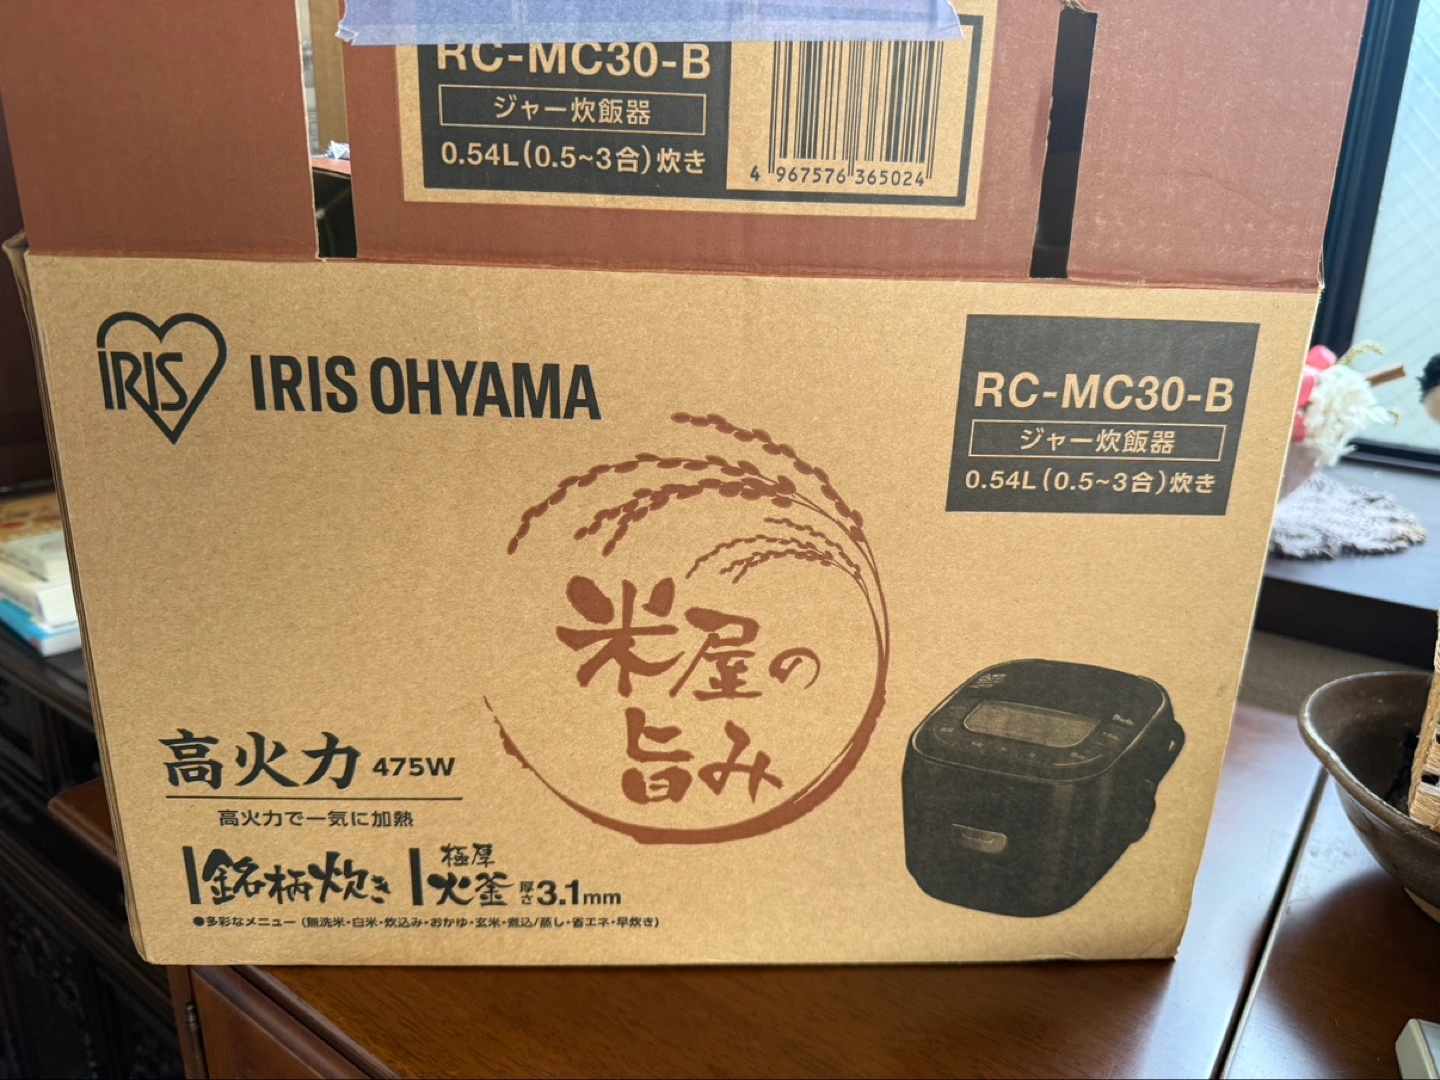 RC-MC30-B
ジャー炊飯器
0.54L(0.5~3合)炊き
4 967576 365024
IRIS
IRIS OHYAMA
RC-MC30-B
ジャー炊飯器
0.54L(0.5~3合)炊き
米屋の
旨み
高火力 475W
高火力で一気に加熱
銘柄炊き 極厚火釜 厚さ3.1mm
●多彩なメニュー(無洗米・白米・炊込み・おかゆ・玄米・煮込/蒸し・省エネ・早炊き)